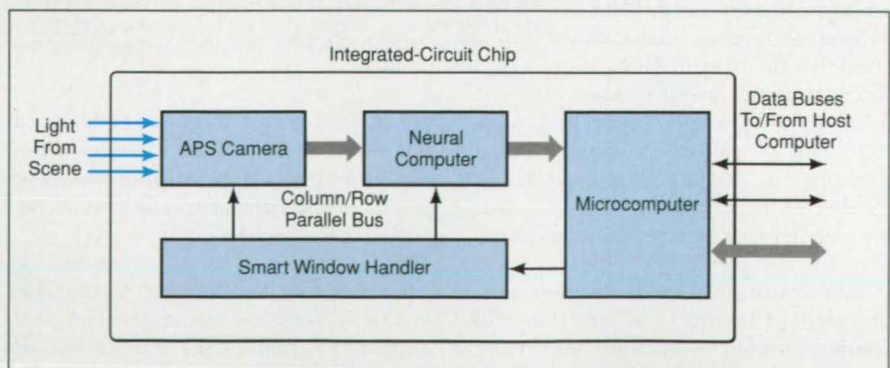 Integrated-Circuit Chip
Light
From
Scene
APS Camera
Neural
Computer
Column/Row
Parallel Bus
Smart Window Handler
Microcomputer
Data Buses
To/From Host
Computer